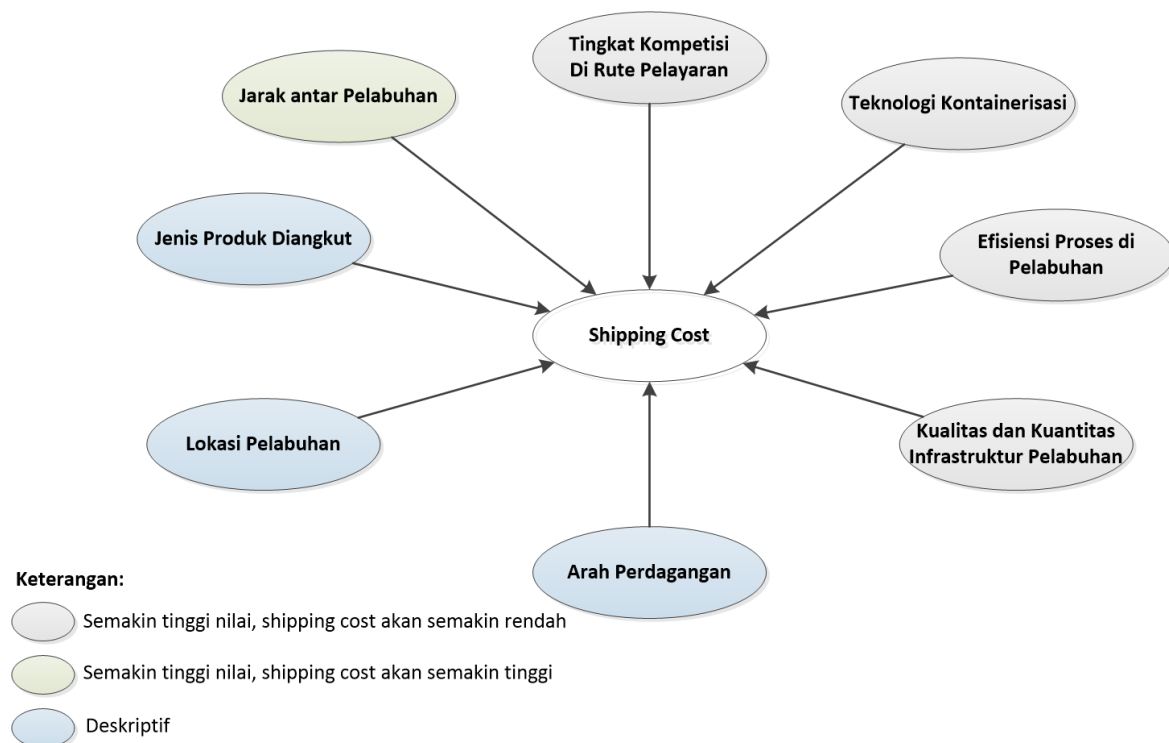 Tingkat Kompetisi
Di Rute Pelayaran
Jarak antar Pelabuhan
Teknologi Kontainerisasi
Jenis Produk Diangkut
Efisiensi Proses di
Pelabuhan
Shipping Cost
Lokasi Pelabuhan
Kualitas dan Kuantitas
Infrastruktur Pelabuhan
Arah Perdagangan
Keterangan:
Semakin tinggi nilai, shipping cost akan semakin rendah
Semakin tinggi nilai, shipping cost akan semakin tinggi
Deskriptif